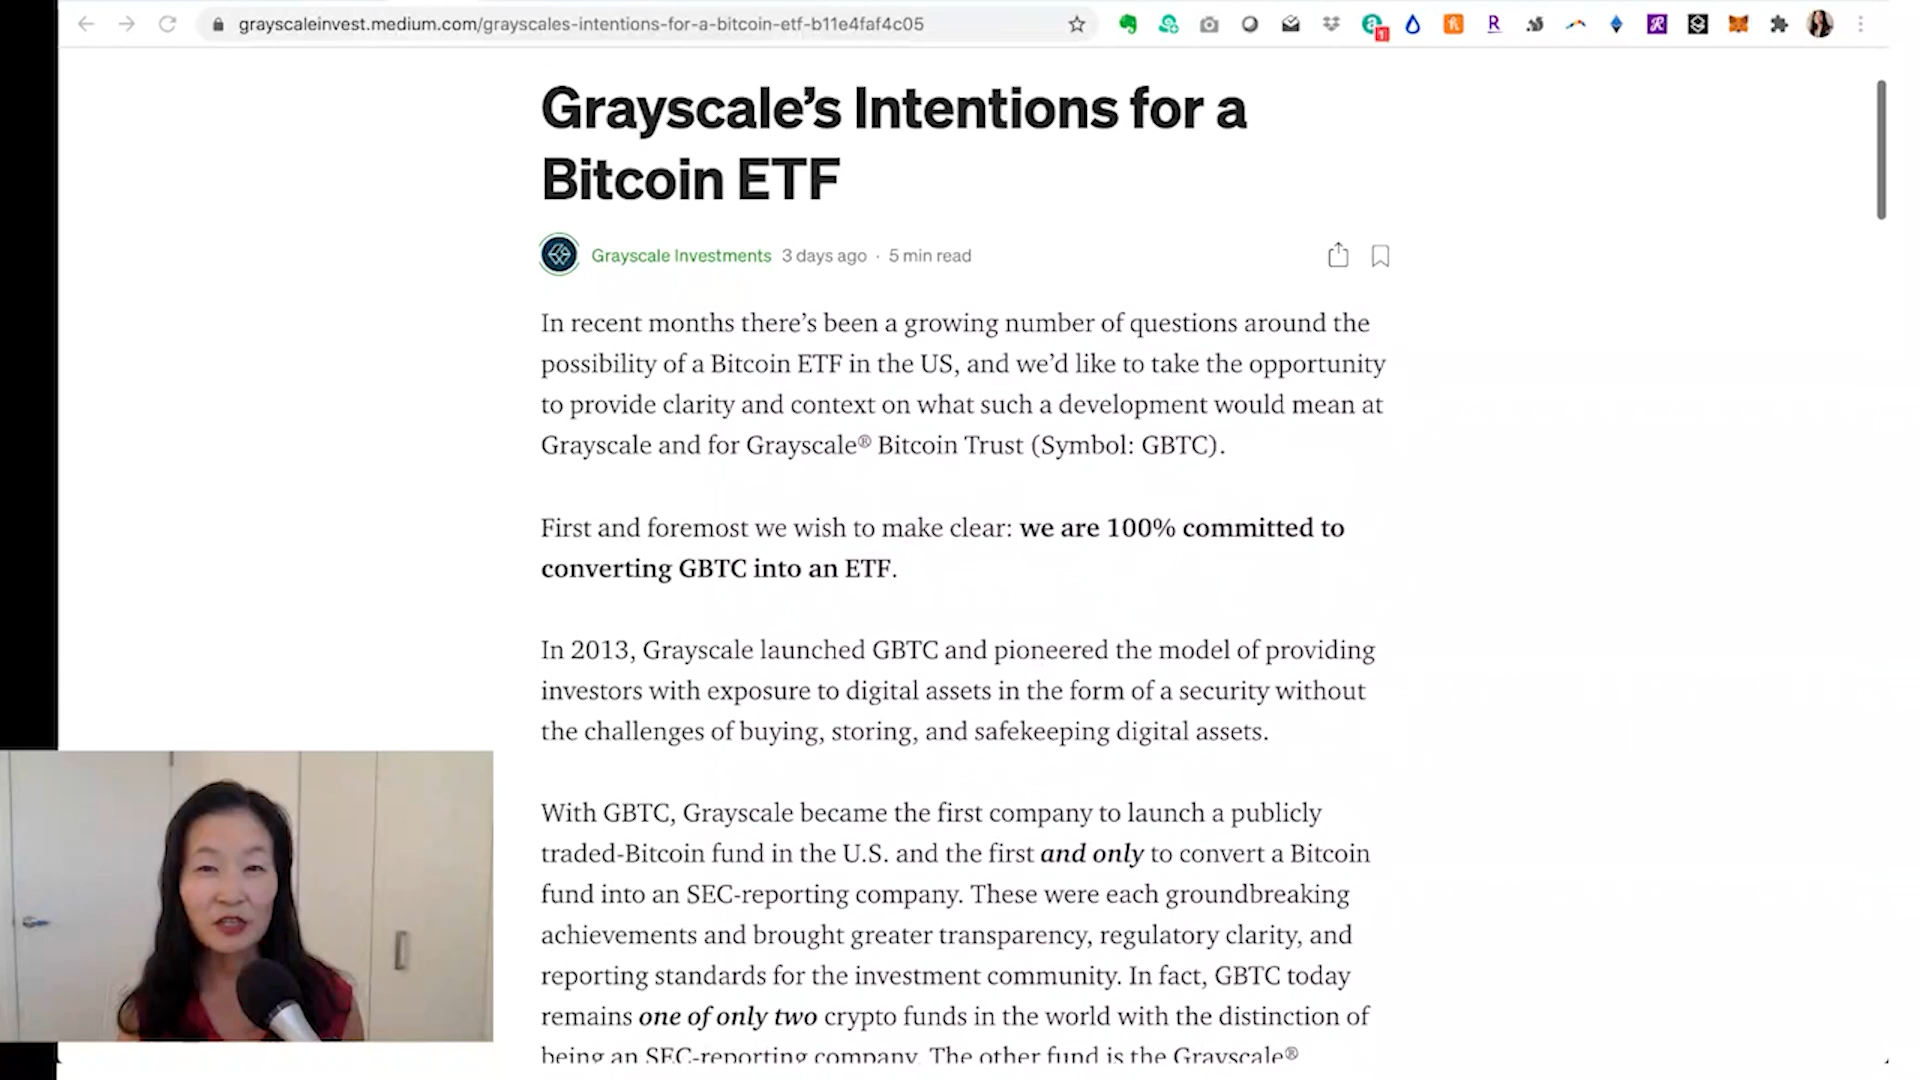 grayscaleinvest.medium.com/grayscales-intentions-for-a-bitcoin-etf-b11e4faf4c05
Grayscale’s Intentions for a
Bitcoin ETF
Grayscale Investments 3 days ago · 5 min read
In recent months there’s been a growing number of questions around the
possibility of a Bitcoin ETF in the US, and we’d like to take the opportunity
to provide clarity and context on what such a development would mean at
Grayscale and for Grayscale® Bitcoin Trust (Symbol: GBTC).
First and foremost we wish to make clear: we are 100% committed to
converting GBTC into an ETF.
In 2013, Grayscale launched GBTC and pioneered the model of providing
investors with exposure to digital assets in the form of a security without
the challenges of buying, storing, and safekeeping digital assets.
With GBTC, Grayscale became the first company to launch a publicly
traded-Bitcoin fund in the U.S. and the first and only to convert a Bitcoin
fund into an SEC-reporting company. These were each groundbreaking
achievements and brought greater transparency, regulatory clarity, and
reporting standards for the investment community. In fact, GBTC today
remains one of only two crypto funds in the world with the distinction of
being an SEC-reporting company. The other fund is the Grayscale®